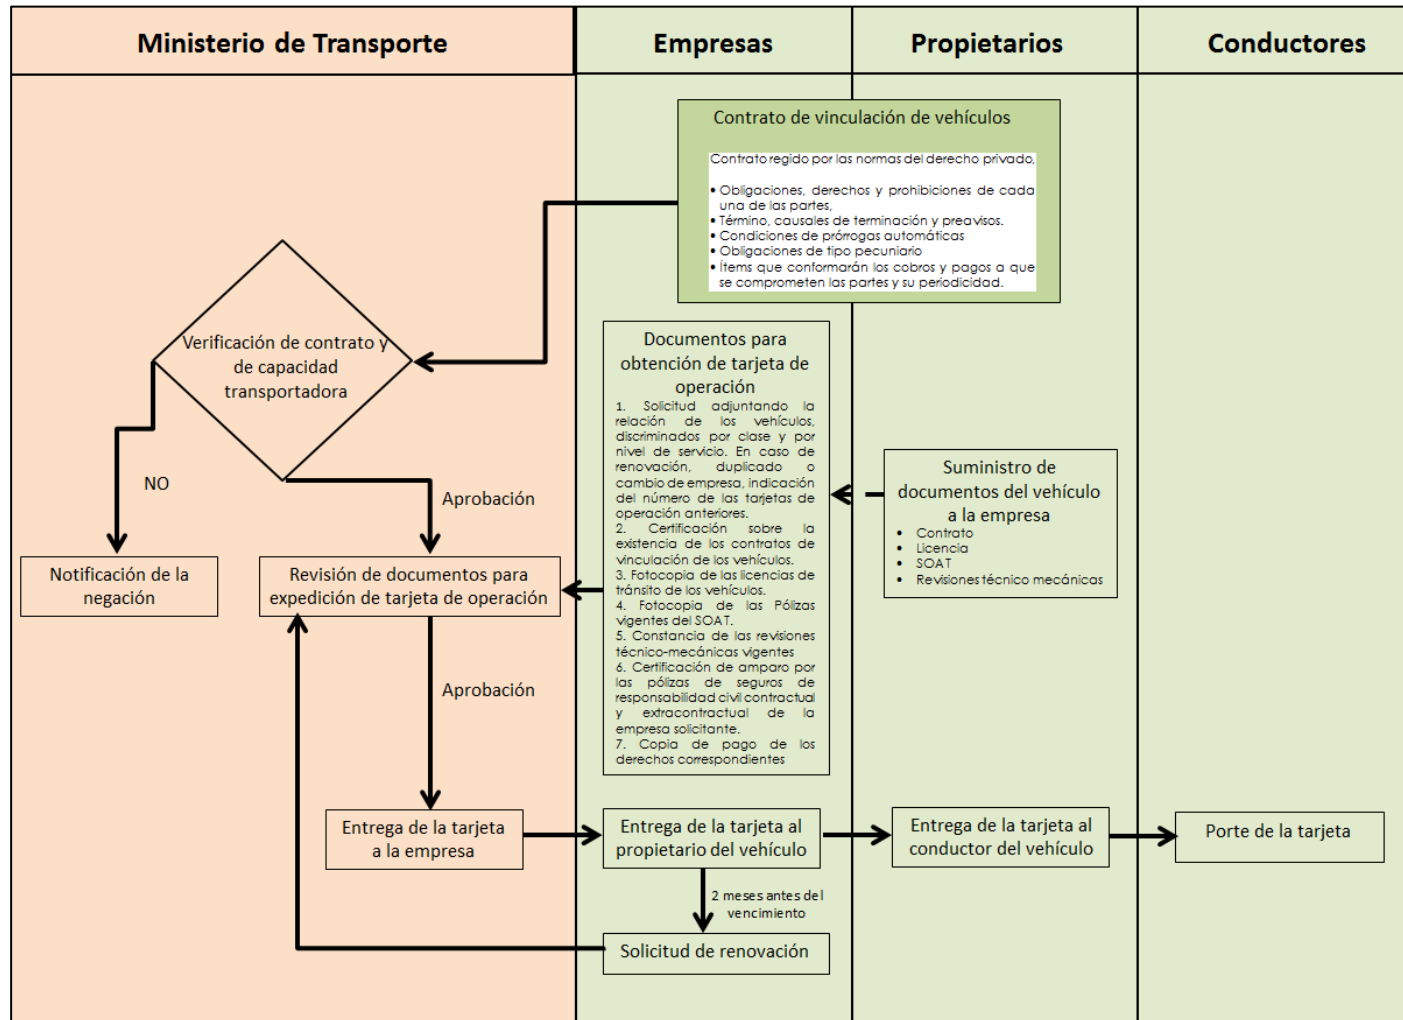 Ministerio de Transporte
Empresas
Propietarios
Conductores
Contrato de vinculación de vehículos
Contrato regido por las normas del derecho privado,
• Obligaciones, derechos y prohibiciones de cada
una de las partes,
• Término, causales de terminación y preavisos.
• Condiciones de prórrogas automáticas
• Obligaciones de tipo pecuniario
• Ítems que conformarán los cobros y pagos a que
se comprometen las partes y su periodicidad.
Verificación de contrato y
de capacidad
transportadora
NO
Aprobación
Notificación de la
negación
Revisión de documentos para
expedición de tarjeta de operación
Aprobación
Documentos para
obtención de tarjeta de
operación
1. Solicitud adjuntando la
relación de los vehículos,
discriminados por clase y por
nivel de servicio. En caso de
renovación, duplicado o
cambio de empresa, indicación
del número de las tarjetas de
operación anteriores.
2. Certificación sobre la
existencia de los contratos de
vinculación de los vehículos.
3. Fotocopia de las licencias de
tránsito de los vehículos.
4. Fotocopia de las Pólizas
vigentes del SOAT.
5. Constancia de las revisiones
técnico-mecánicas vigentes
6. Certificación de amparo por
las pólizas de seguros de
responsabilidad civil contractual
y extracontractual de la
empresa solicitante.
7. Copia de pago de los
derechos correspondientes
Suministro de
documentos del vehículo
a la empresa
• Contrato
• Licencia
• SOAT
• Revisiones técnico mecánicas
Entrega de la tarjeta
a la empresa
Entrega de la tarjeta al
propietario del vehículo
Entrega de la tarjeta al
conductor del vehículo
Porte de la tarjeta
2 meses antes del
vencimiento
Solicitud de renovación